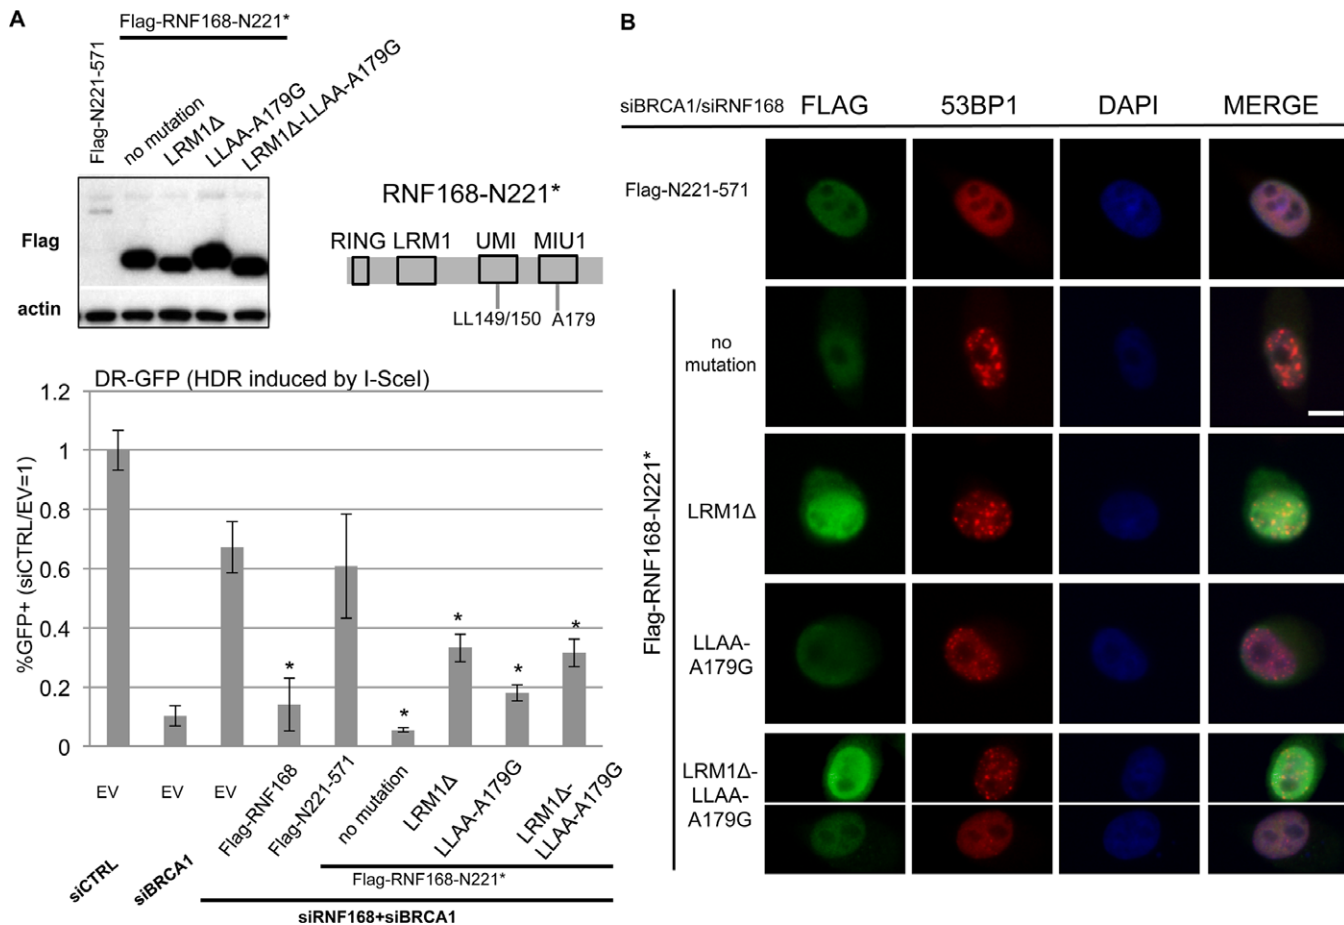 A
Flag-RNF168-N221*
Flag-N221-571
no mutation
LRM1Δ
LLAA-A179G
LRM1Δ-LLAA-A179G
Flag
actin
RNF168-N221*
RING LRM1 UMI MIU1
LL149/150 A179
DR-GFP (HDR induced by I-SceI)
%GFP+ (siCTRL/EV=1)
1.2
1
0.8
0.6
0.4
0.2
0
* * * * *
EV EV EV
Flag-RNF168
Flag-N221-571
no mutation
LRM1Δ
LLAA-A179G
LRM1Δ-
LLAA-A179G
siCTRL
siBRCA1
Flag-RNF168-N221*
siRNF168+siBRCA1
B
siBRCA1/siRNF168 FLAG 53BP1 DAPI MERGE
Flag-N221-571
Flag-RNF168-N221*
no
mutation
LRM1Δ
LLAA-
A179G
LRM1Δ-
LLAA-
A179G